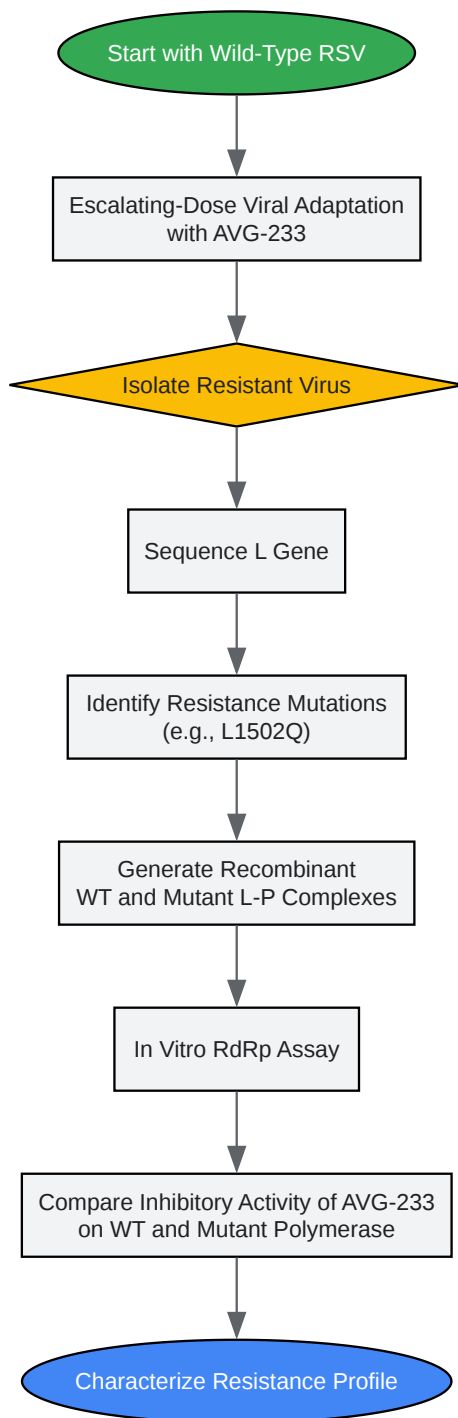 Start with Wild-Type RSV
Escalating-Dose Viral Adaptation
with AVG-233
Isolate Resistant Virus
Sequence L Gene
Identify Resistance Mutations
(e.g., L1502Q)
Generate Recombinant
WT and Mutant L-P Complexes
In Vitro RdRp Assay
Compare Inhibitory Activity of AVG-233
on WT and Mutant Polymerase
Characterize Resistance Profile